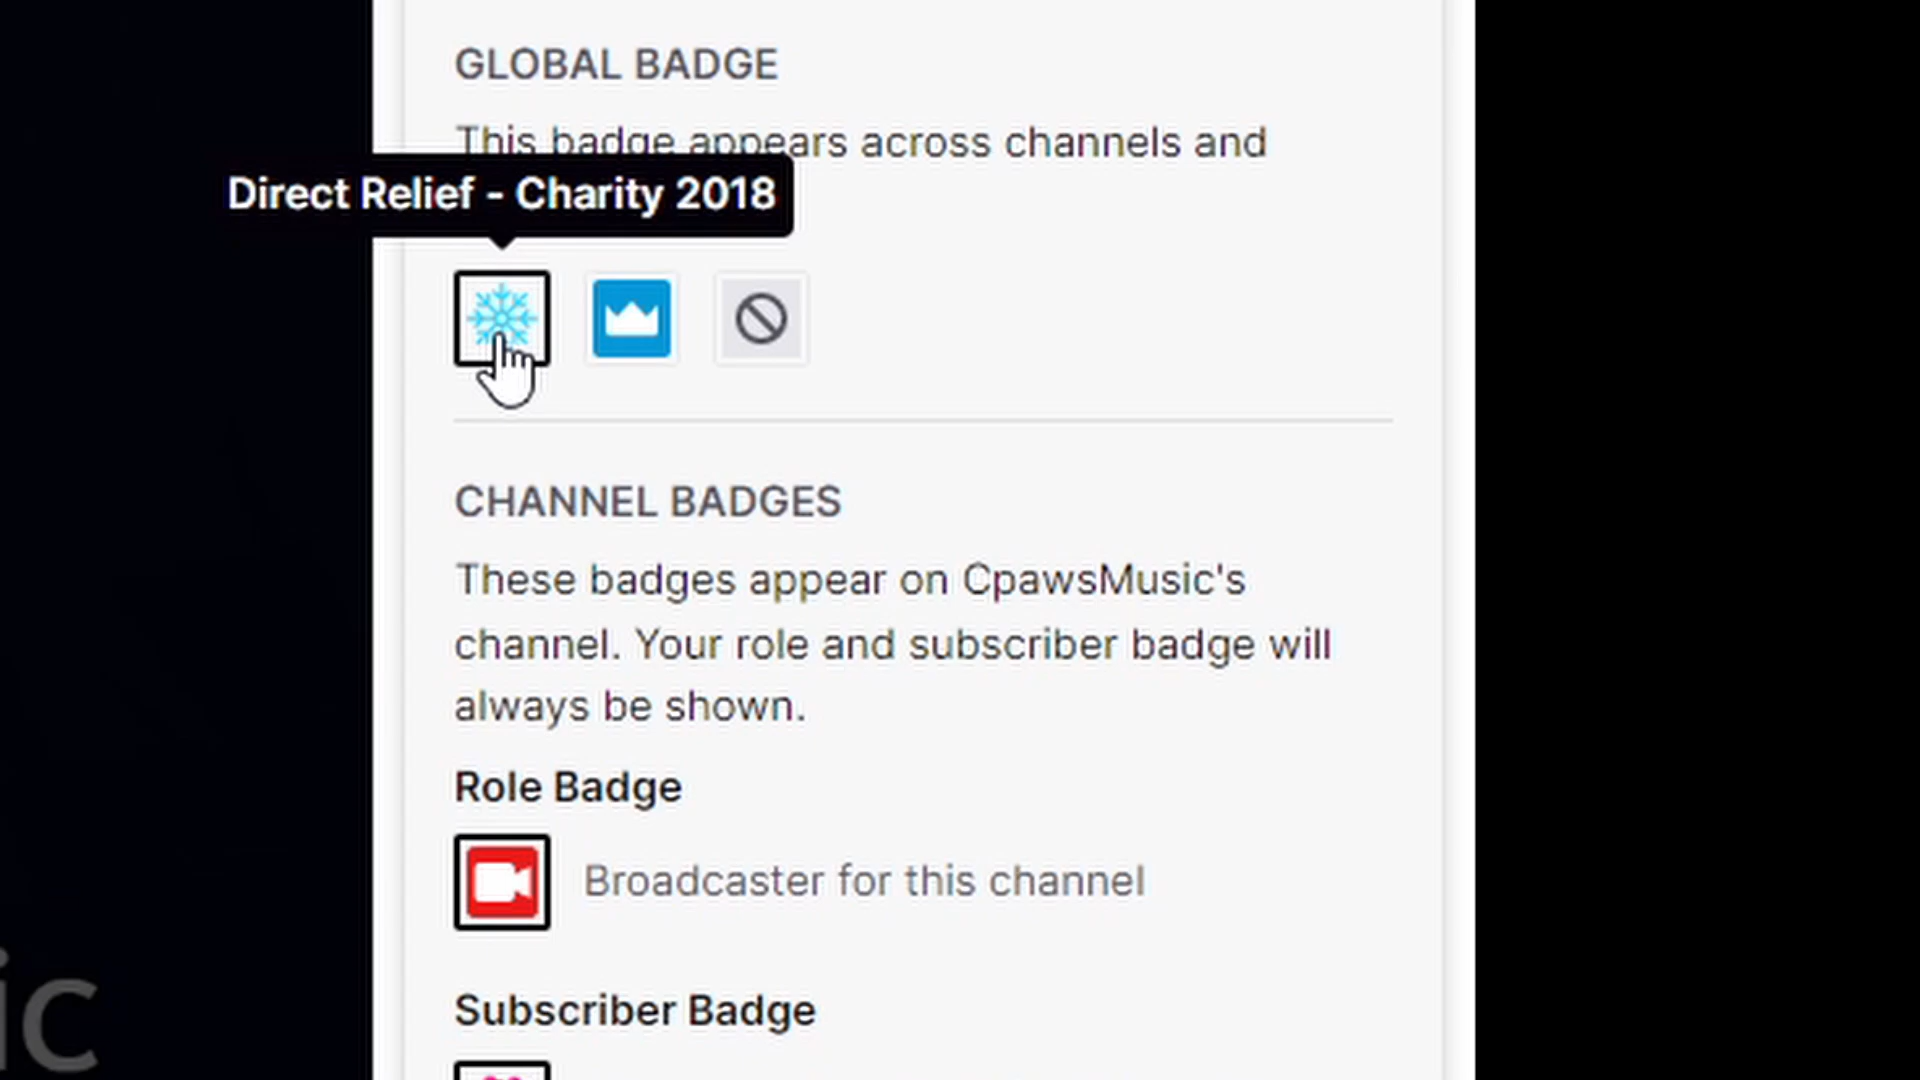 GLOBAL BADGE
This badge appears across channels and
Direct Relief - Charity 2018
CHANNEL BADGES
These badges appear on CpawsMusic's
channel. Your role and subscriber badge will
always be shown.
Role Badge
Broadcaster for this channel
Subscriber Badge
ic